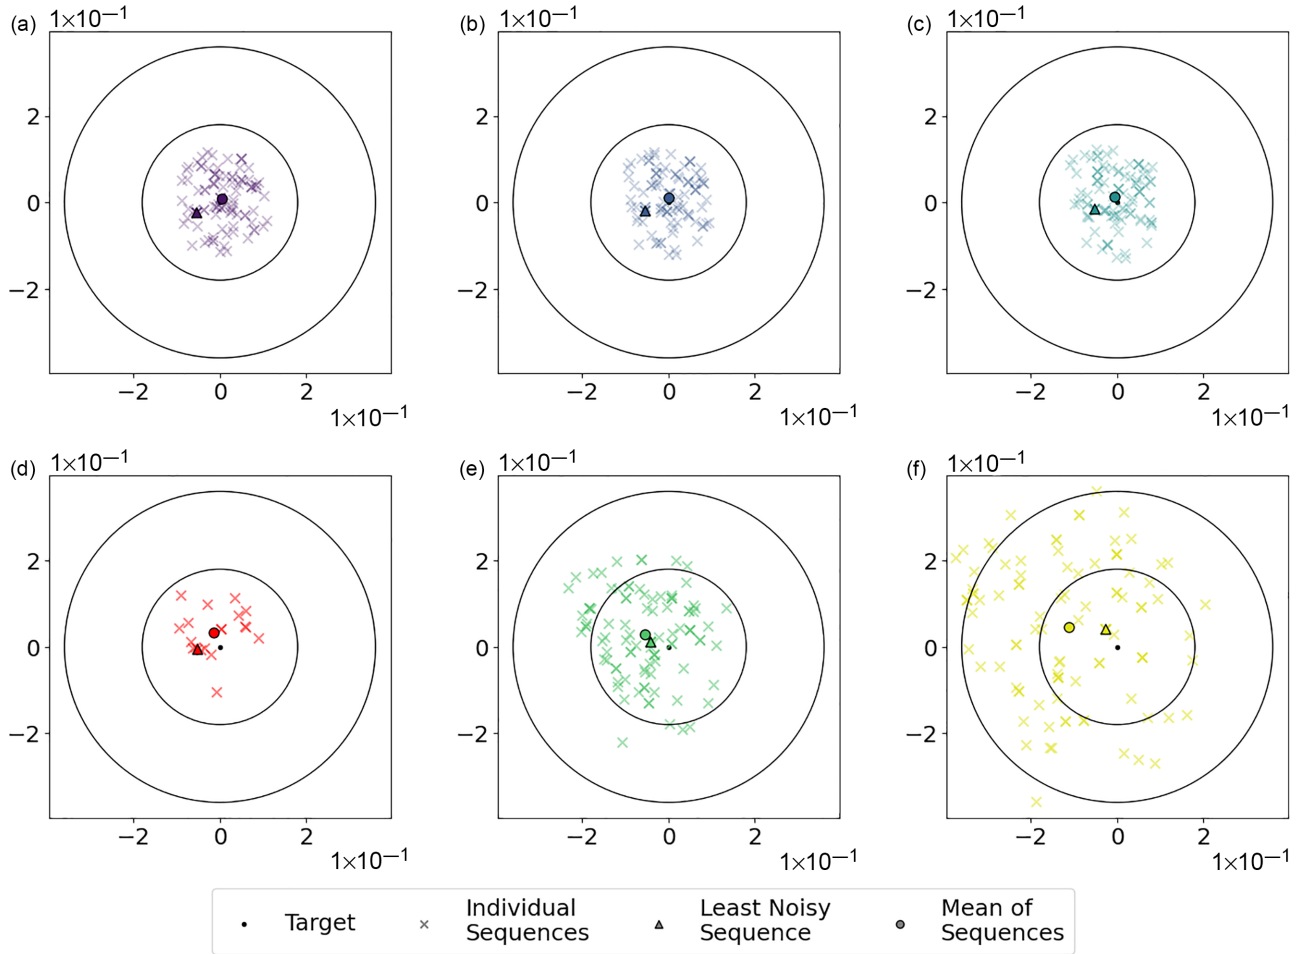 (a) 1×10⁻¹ (b) 1×10⁻¹ (c) 1×10⁻¹
2 2 2
0 0 0
−2 −2 −2
−2 0 2 −2 0 2 −2 0 2
1×10⁻¹ 1×10⁻¹ 1×10⁻¹
(d) 1×10⁻¹ (e) 1×10⁻¹ (f) 1×10⁻¹
2 2 2
0 0 0
−2 −2 −2
−2 0 2 −2 0 2 −2 0 2
1×10⁻¹ 1×10⁻¹ 1×10⁻¹
Target
Individual
Sequences
Least Noisy
Sequence
Mean of
Sequences